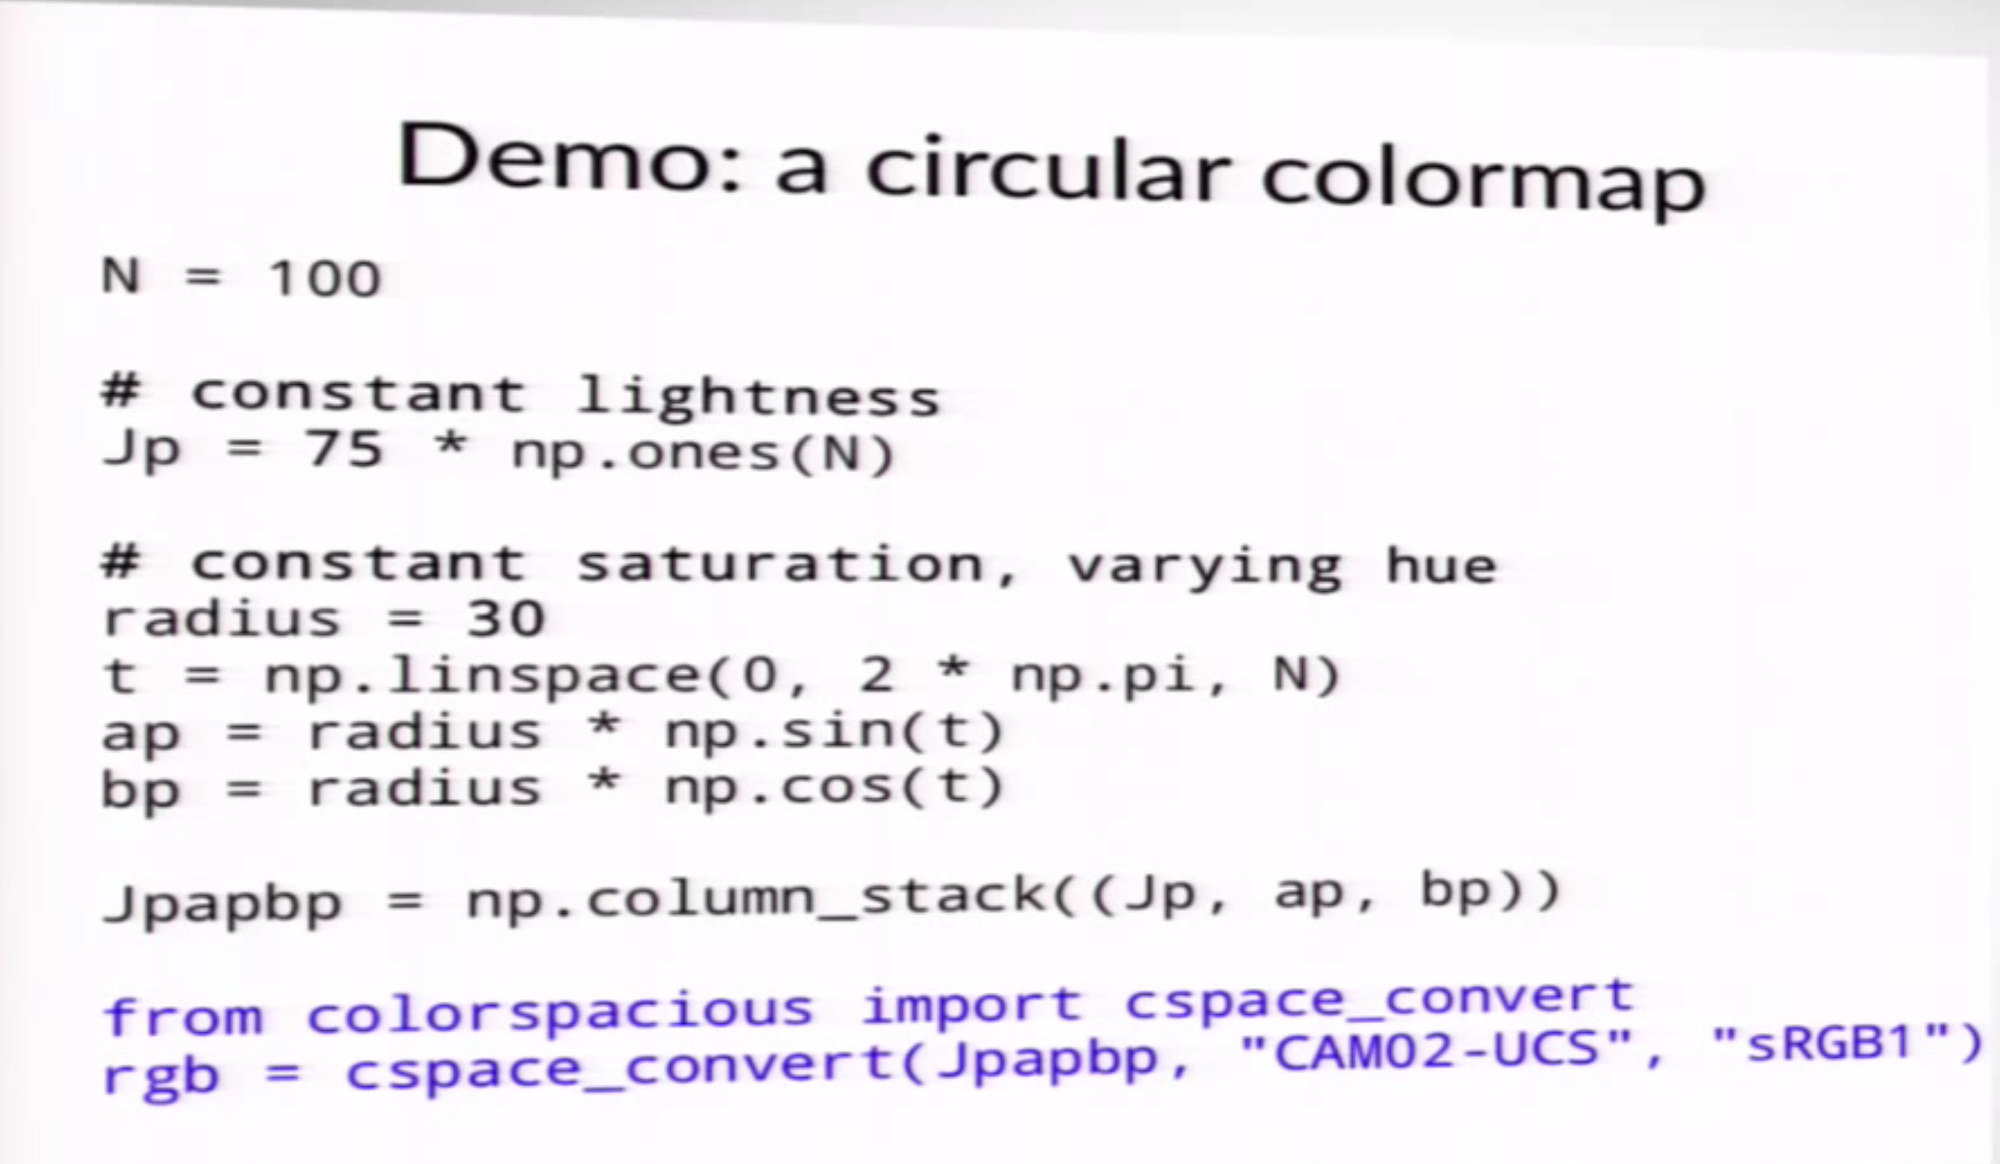 Demo: a circular colormap
N = 100
# constant lightness
Jp = 75 * np.ones(N)
# constant saturation, varying hue
radius = 30
t = np.linspace(0, 2 * np.pi, N)
ap = radius * np.sin(t)
bp = radius * np.cos(t)
Jpapbp = np.column_stack((Jp, ap, bp))
from colorspacious import cspace_convert
rgb = cspace_convert(Jpapbp, "CAM02-UCS", "sRGB1")